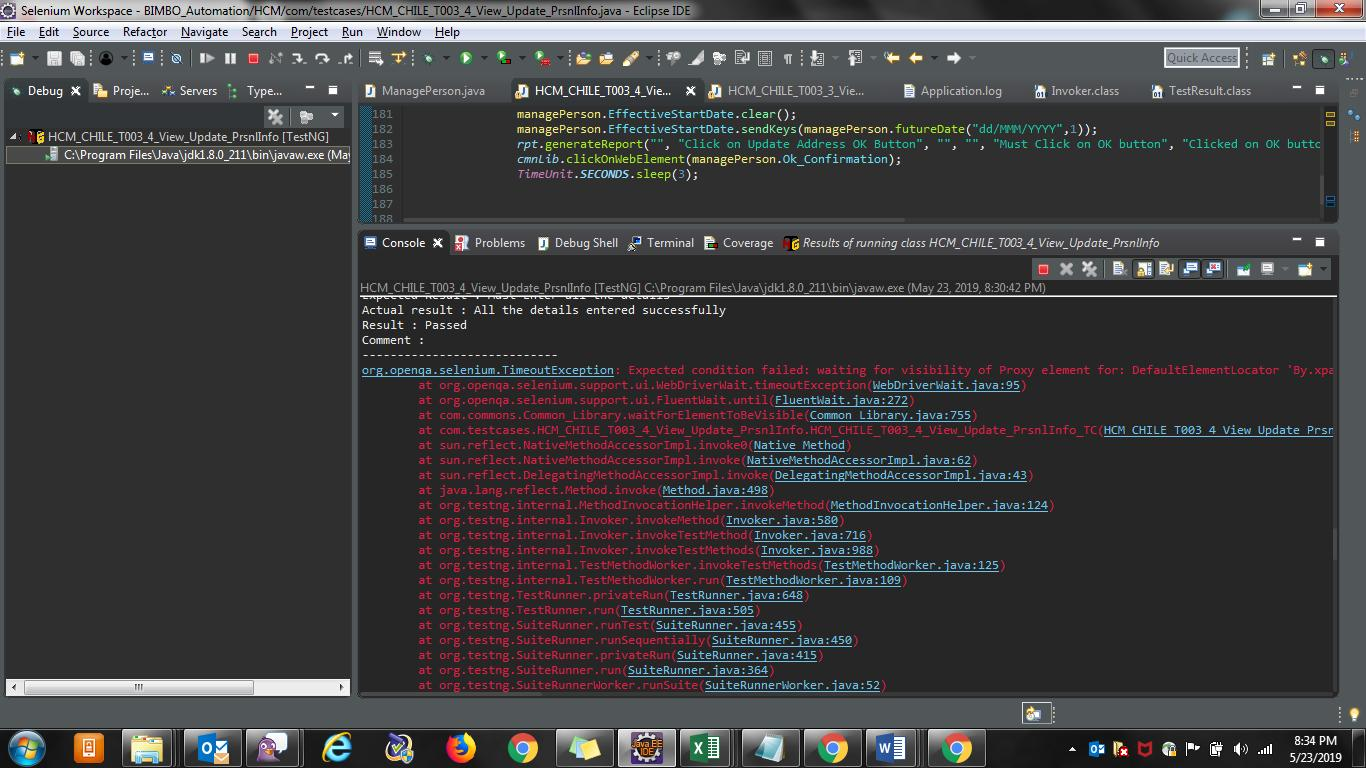 Selenium Workspace - BIMBO_Automation/HCM/com/testcases/HCM_CHILE_T003_4_View_Update_PrsnlInfo.java - Eclipse IDE
File Edit Source Refactor Navigate Search Project Run Window Help
Quick Access
Debug Proje... Servers Type...
ManagePerson.java HCM_CHILE_T003_4_Vie... HCM_CHILE_T003_3_Vie... Application.log Invoker.class TestResult.class
HCM_CHILE_T003_4_View_Update_PrsnlInfo [TestNG]
C:\Program Files\Java\jdk1.8.0_211\bin\javaw.exe (May
181 managePerson.EffectiveStartDate.clear();
182 managePerson.EffectiveStartDate.sendKeys(managePerson.futureDate("dd/MMM/YYYY",1));
183 rpt.generateReport("", "Click on Update Address OK Button", "", "", "Must Click on OK button", "Clicked on OK butto
184 cmnLib.clickOnWebElement(managePerson.Ok_Confirmation);
185 TimeUnit.SECONDS.sleep(3);
186
187
188
Console Problems Debug Shell Terminal Coverage Results of running class HCM_CHILE_T003_4_View_Update_PrsnlInfo
HCM_CHILE_T003_4_View_Update_PrsnlInfo [TestNG] C:\Program Files\Java\jdk1.8.0_211\bin\javaw.exe (May 23, 2019, 8:30:42 PM)
Expected Result : Must Enter all the details
Actual result : All the details entered successfully
Result : Passed
Comment :
----------------------------
org.openqa.selenium.TimeoutException: Expected condition failed: waiting for visibility of Proxy element for: DefaultElementLocator 'By.xpa
at org.openqa.selenium.support.ui.WebDriverWait.timeoutException(WebDriverWait.java:95)
at org.openqa.selenium.support.ui.FluentWait.until(FluentWait.java:272)
at com.commons.Common_Library.waitForElementToBeVisible(Common_Library.java:755)
at com.testcases.HCM_CHILE_T003_4_View_Update_PrsnlInfo.HCM_CHILE_T003_4_View_Update_PrsnlInfo_TC(HCM_CHILE_T003_4_View_Update_Prsn
at sun.reflect.NativeMethodAccessorImpl.invoke0(Native Method)
at sun.reflect.NativeMethodAccessorImpl.invoke(NativeMethodAccessorImpl.java:62)
at sun.reflect.DelegatingMethodAccessorImpl.invoke(DelegatingMethodAccessorImpl.java:43)
at java.lang.reflect.Method.invoke(Method.java:498)
at org.testng.internal.MethodInvocationHelper.invokeMethod(MethodInvocationHelper.java:124)
at org.testng.internal.Invoker.invokeMethod(Invoker.java:580)
at org.testng.internal.Invoker.invokeTestMethod(Invoker.java:716)
at org.testng.internal.Invoker.invokeTestMethods(Invoker.java:988)
at org.testng.internal.TestMethodWorker.invokeTestMethods(TestMethodWorker.java:125)
at org.testng.internal.TestMethodWorker.run(TestMethodWorker.java:109)
at org.testng.TestRunner.privateRun(TestRunner.java:648)
at org.testng.TestRunner.run(TestRunner.java:505)
at org.testng.SuiteRunner.runTest(SuiteRunner.java:455)
at org.testng.SuiteRunner.runSequentially(SuiteRunner.java:450)
at org.testng.SuiteRunner.privateRun(SuiteRunner.java:415)
at org.testng.SuiteRunner.run(SuiteRunner.java:364)
at org.testng.SuiteRunnerWorker.runSuite(SuiteRunnerWorker.java:52)
Java EE
IDE
8:34 PM
5/23/2019